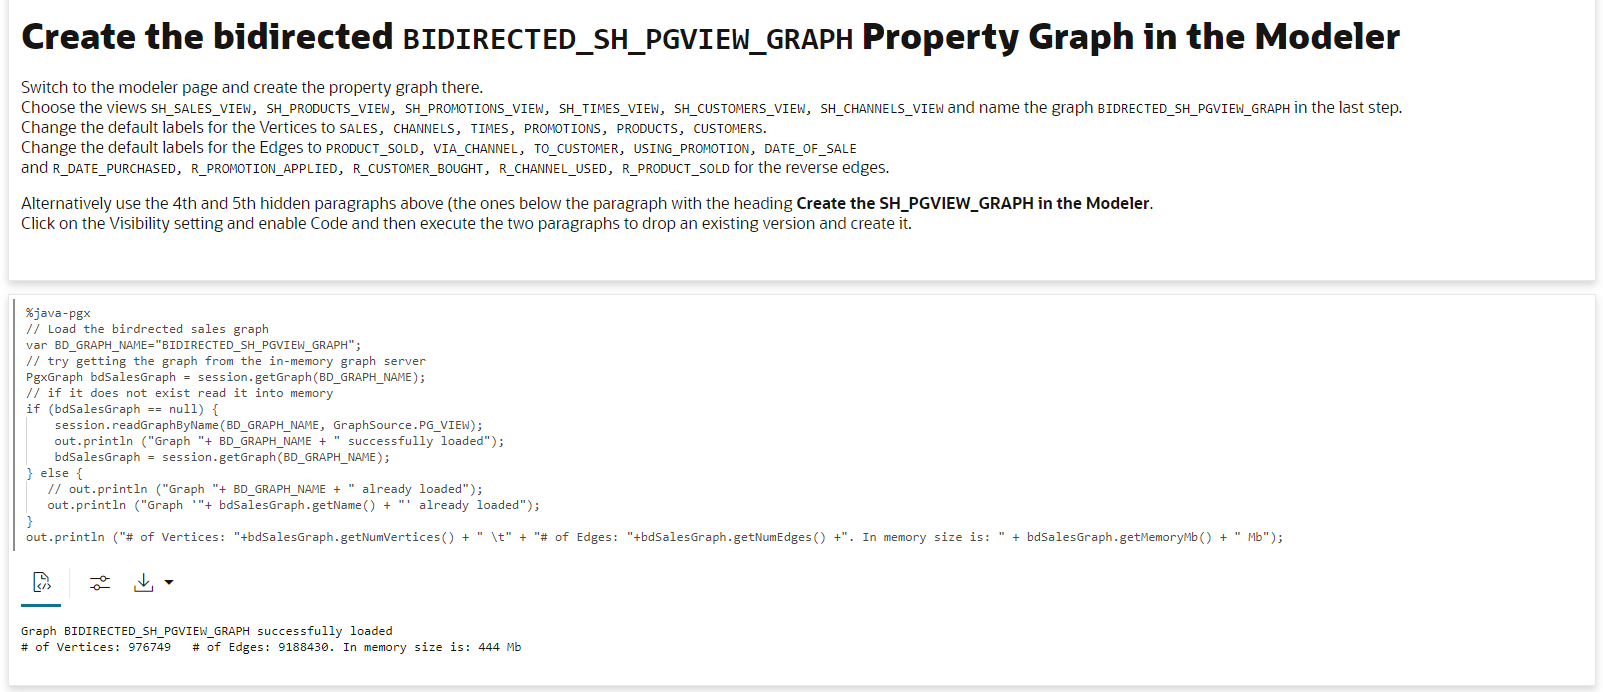 Create the bidirected BIDIRECTED_SH_PGVIEW_GRAPH Property Graph in the Modeler
Switch to the modeler page and create the property graph there.
Choose the views SH_SALES_VIEW, SH_PRODUCTS_VIEW, SH_PROMOTIONS_VIEW, SH_TIMES_VIEW, SH_CUSTOMERS_VIEW, SH_CHANNELS_VIEW and name the graph BIDRECTED_SH_PGVIEW_GRAPH in the last step.
Change the default labels for the Vertices to SALES, CHANNELS, TIMES, PROMOTIONS, PRODUCTS, CUSTOMERS.
Change the default labels for the Edges to PRODUCT_SOLD, VIA_CHANNEL, TO_CUSTOMER, USING_PROMOTION, DATE_OF_SALE
and R_DATE_PURCHASED, R_PROMOTION_APPLIED, R_CUSTOMER_BOUGHT, R_CHANNEL_USED, R_PRODUCT_SOLD for the reverse edges.
Alternatively use the 4th and 5th hidden paragraphs above (the ones below the paragraph with the heading Create the SH_PGVIEW_GRAPH in the Modeler.
Click on the Visibility setting and enable Code and then execute the two paragraphs to drop an existing version and create it.
%java-pgx
// Load the birdrected sales graph
var BD_GRAPH_NAME="BIDIRECTED_SH_PGVIEW_GRAPH";
// try getting the graph from the in-memory graph server
PgxGraph bdSalesGraph = session.getGraph(BD_GRAPH_NAME);
// if it does not exist read it into memory
if (bdSalesGraph == null) {
    session.readGraphByName(BD_GRAPH_NAME, GraphSource.PG_VIEW);
    out.println ("Graph "+ BD_GRAPH_NAME + " successfully loaded");
    bdSalesGraph = session.getGraph(BD_GRAPH_NAME);
} else {
   // out.println ("Graph "+ BD_GRAPH_NAME + " already loaded");
   out.println ("Graph '"+ bdSalesGraph.getName() + "' already loaded");
}
out.println ("# of Vertices: "+bdSalesGraph.getNumVertices() + " \t" + "# of Edges: "+bdSalesGraph.getNumEdges() +". In memory size is: " + bdSalesGraph.getMemoryMb() + " Mb");
Graph BIDIRECTED_SH_PGVIEW_GRAPH successfully loaded
# of Vertices: 976749   # of Edges: 9188430. In memory size is: 444 Mb